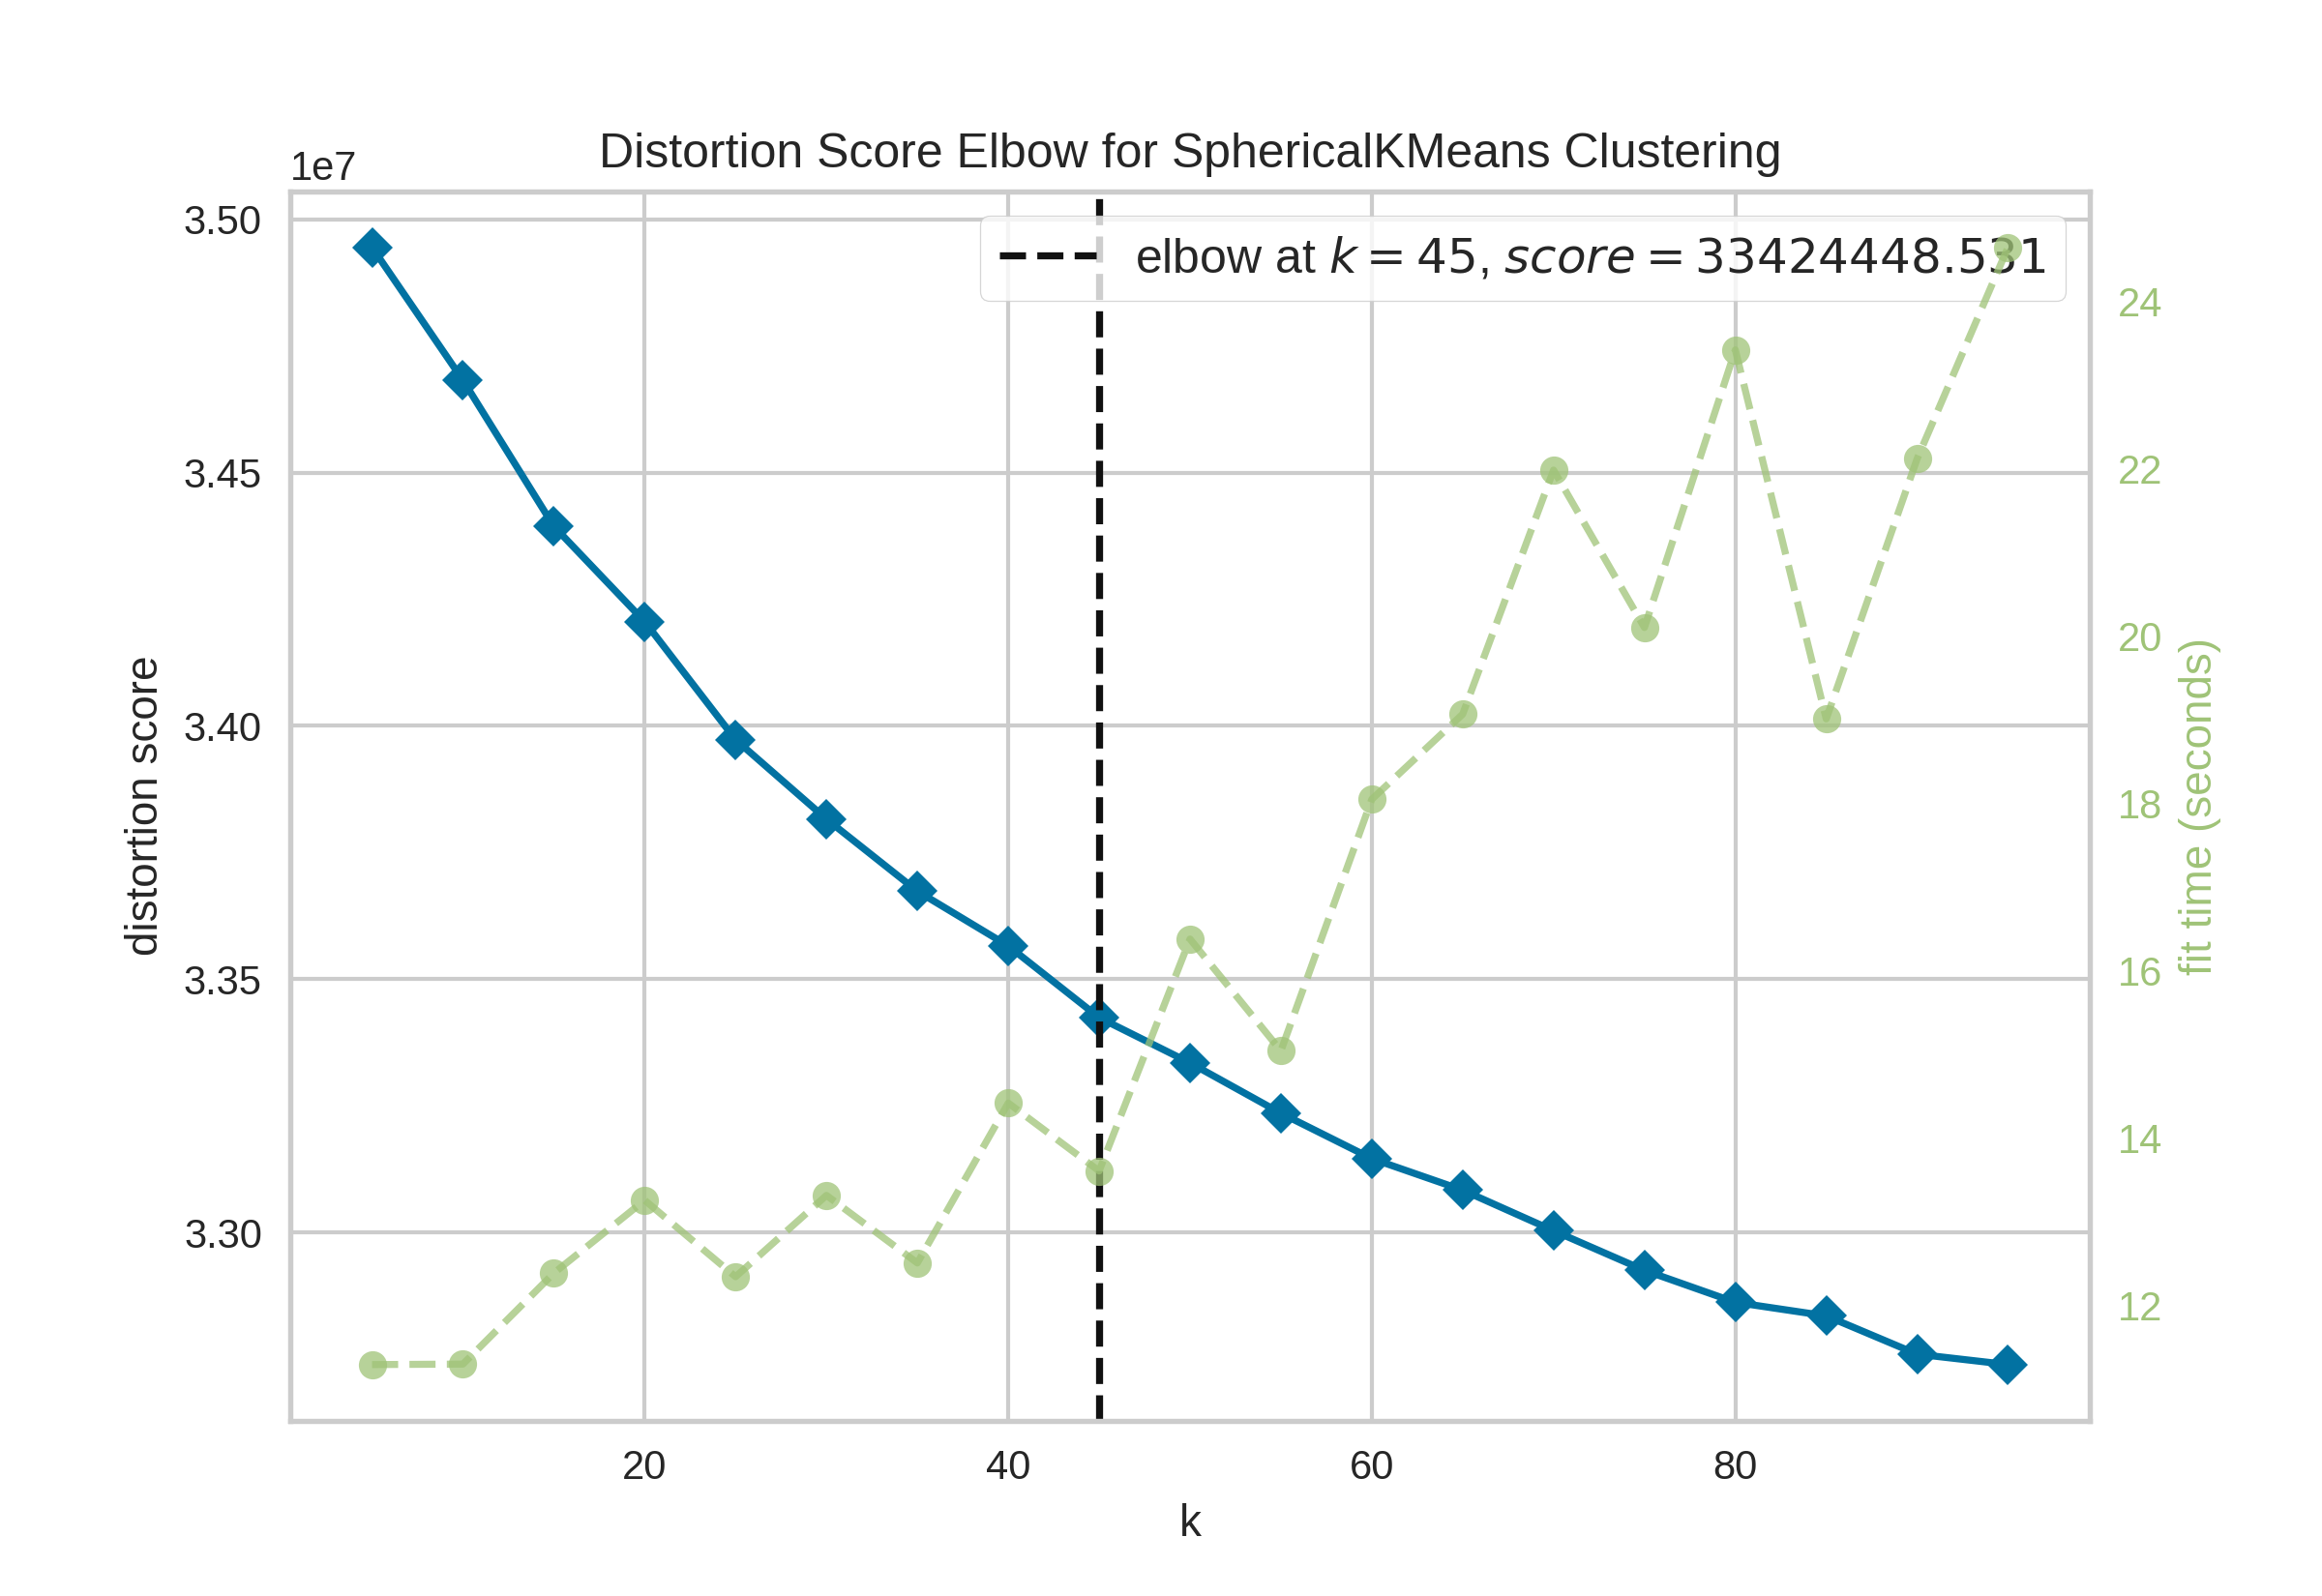 Distortion Score Elbow for SphericalKMeans Clustering
1e7
elbow at k = 45, score = 33424448.531
3.50
3.45
3.40
3.35
3.30
distortion score
24
22
20
18
16
14
12
fit time (seconds)
20 40 60 80
k